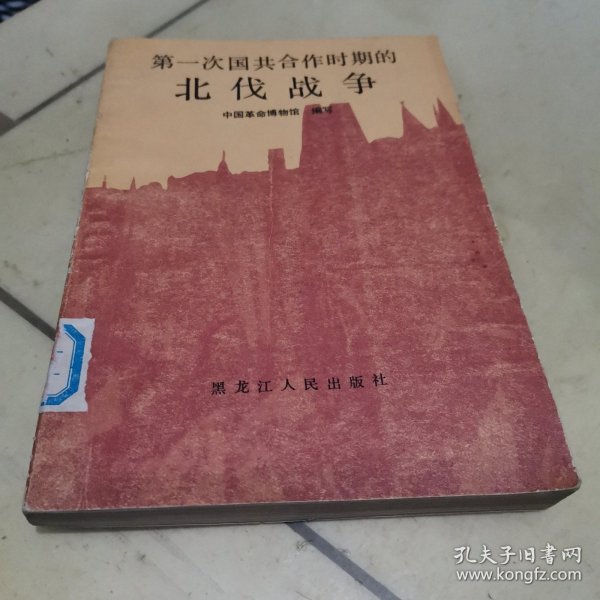 第一次国共合作时期的
北伐战争
中国革命博物馆 编写
黑龙江人民出版社
孔夫子旧书网
www.kongfz.com